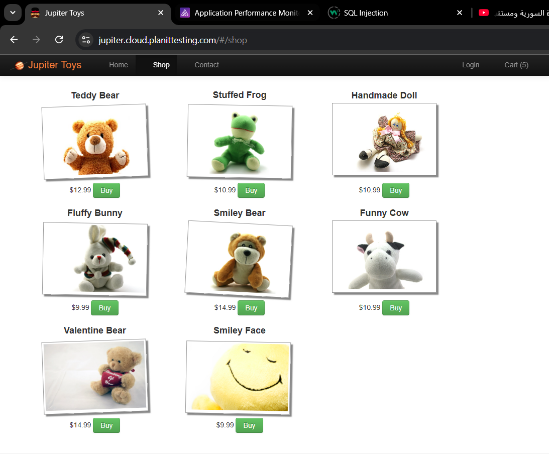 Jupiter Toys
Application Performance Monit
SQL Injection
ة السورية ومستق
jupiter.cloud.planittesting.com/#/shop
Jupiter Toys Home Shop Contact Login Cart (5)
Teddy Bear Stuffed Frog Handmade Doll
$12.99 Buy $10.99 Buy $10.99 Buy
Fluffy Bunny Smiley Bear Funny Cow
$9.99 Buy $14.99 Buy $10.99 Buy
Valentine Bear Smiley Face
$14.99 Buy $9.99 Buy